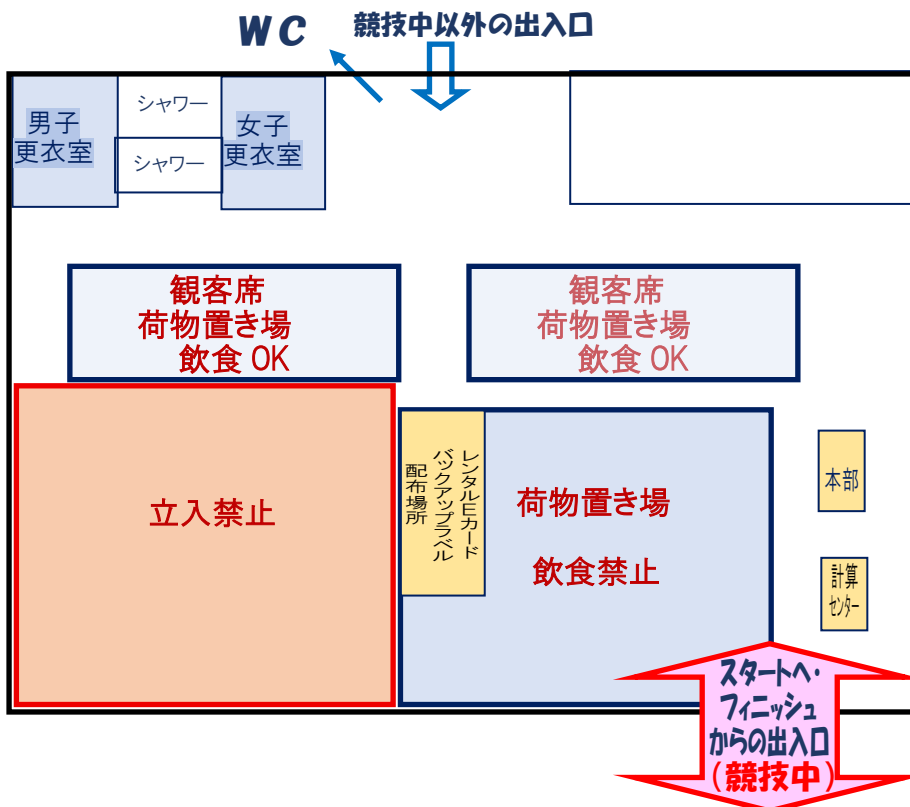 WC
競技中以外の出入口
男子
更衣室
シャワー
シャワー
女子
更衣室
観客席
荷物置き場
飲食 OK
観客席
荷物置き場
飲食 OK
立入禁止
レンタルEカード
バックアップラベル
配布場所
荷物置き場
飲食禁止
本部
計算
センター
スタートへ・
フィニッシュ
からの出入口
(競技中)